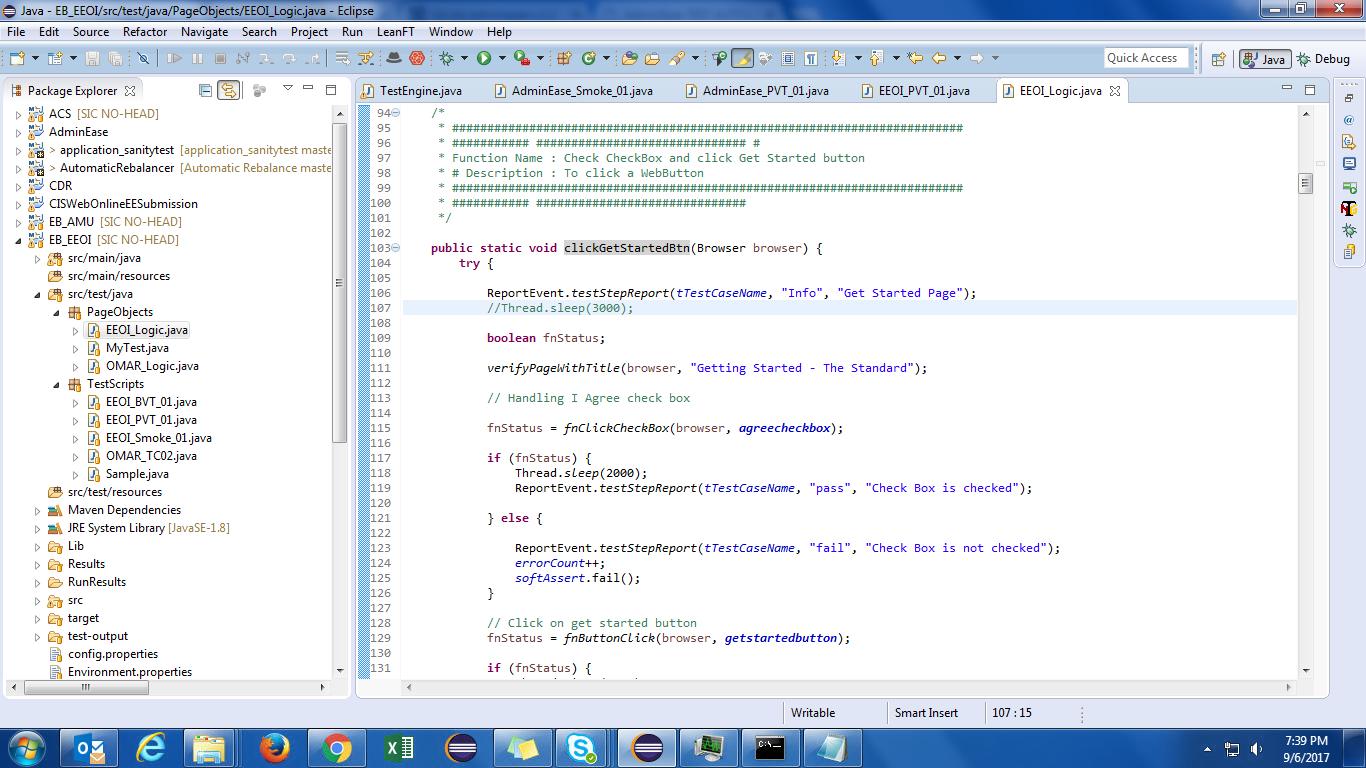 Java - EB_EEOI/src/test/java/PageObjects/EEOI_Logic.java - Eclipse
File Edit Source Refactor Navigate Search Project Run LeanFT Window Help
Quick Access
Java
Debug
Package Explorer
TestEngine.java
AdminEase_Smoke_01.java
AdminEase_PVT_01.java
EEOI_PVT_01.java
EEOI_Logic.java
ACS [SIC NO-HEAD]
AdminEase
> application_sanitytest [application_sanitytest maste
> AutomaticRebalancer [Automatic Rebalance maste
CDR
CISWebOnlineEESubmission
EB_AMU [SIC NO-HEAD]
EB_EEOI [SIC NO-HEAD]
src/main/java
src/main/resources
src/test/java
PageObjects
EEOI_Logic.java
MyTest.java
OMAR_Logic.java
TestScripts
EEOI_BVT_01.java
EEOI_PVT_01.java
EEOI_Smoke_01.java
OMAR_TC02.java
Sample.java
src/test/resources
Maven Dependencies
JRE System Library [JavaSE-1.8]
Lib
Results
RunResults
src
target
test-output
config.properties
Environment.properties
94 /*
95 * #########################################################################
96 * ########### ############################## #
97 * Function Name : Check CheckBox and click Get Started button
98 * # Description : To click a WebButton
99 * #########################################################################
100 * ########### ##############################
101 */
102
103 public static void clickGetStartedBtn(Browser browser) {
104 try {
105
106 ReportEvent.testStepReport(tTestCaseName, "Info", "Get Started Page");
107 //Thread.sleep(3000);
108
109 boolean fnStatus;
110
111 verifyPageWithTitle(browser, "Getting Started - The Standard");
112
113 // Handling I Agree check box
114
115 fnStatus = fnClickCheckBox(browser, agreecheckbox);
116
117 if (fnStatus) {
118 Thread.sleep(2000);
119 ReportEvent.testStepReport(tTestCaseName, "pass", "Check Box is checked");
120
121 } else {
122
123 ReportEvent.testStepReport(tTestCaseName, "fail", "Check Box is not checked");
124 errorCount++;
125 softAssert.fail();
126 }
127
128 // Click on get started button
129 fnStatus = fnButtonClick(browser, getstartedbutton);
130
131 if (fnStatus) {
Writable
Smart Insert
107 : 15
7:39 PM
9/6/2017